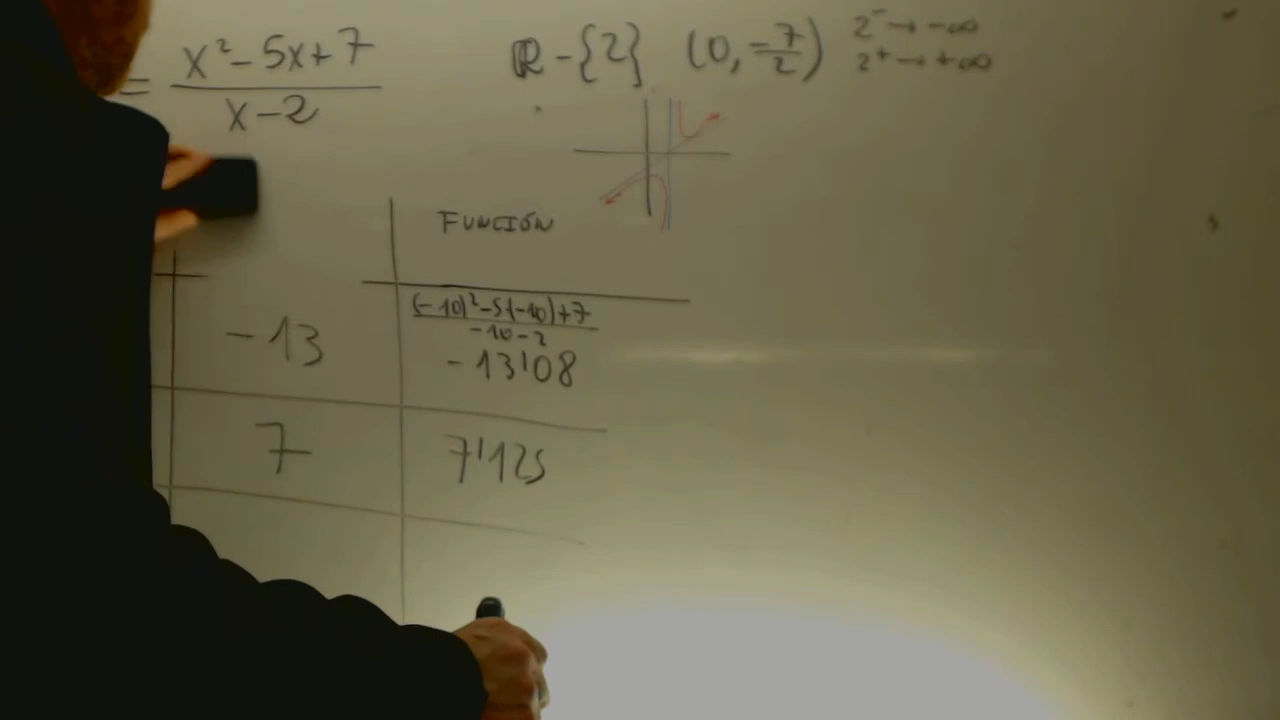 = x²-5x+7 / x-2
ℝ-{2} (0, -7/2) 2⁻→-∞
2⁺→+∞
FUNCIÓN
(-10)²-5(-10)+7 / -10-2
-13 -13'08
7 7'125